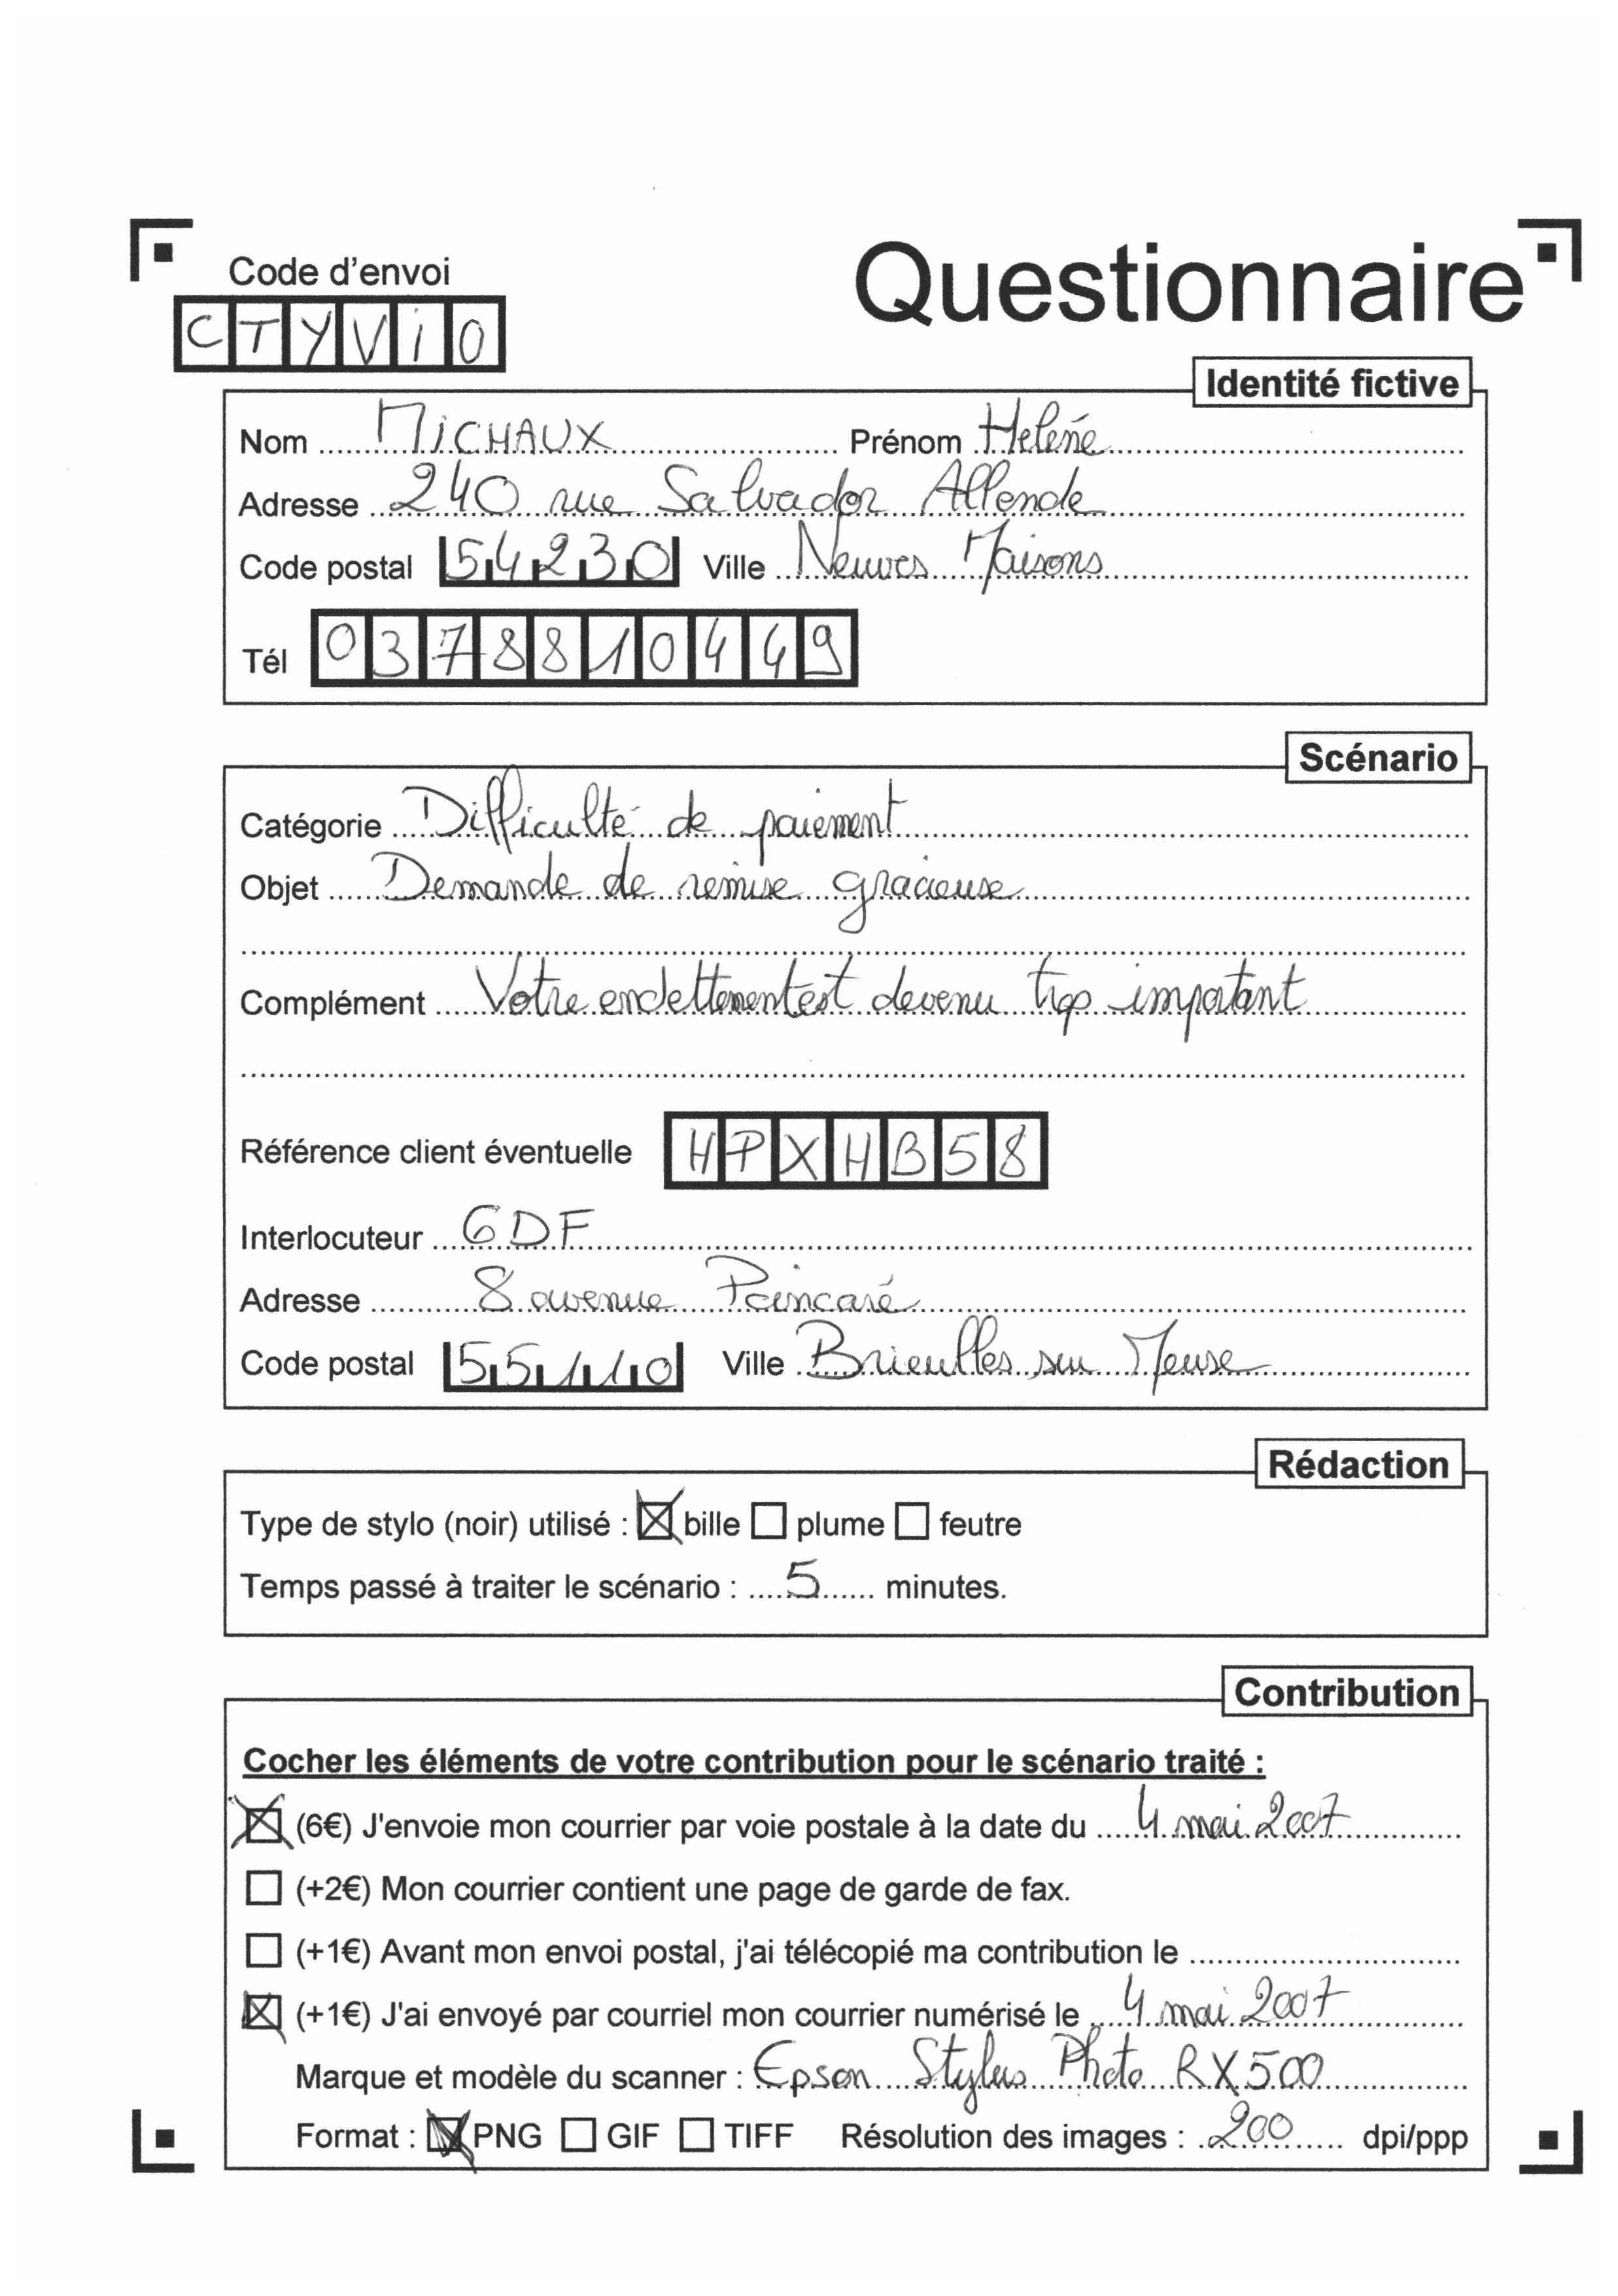 Code d'envoi
Questionnaire
CTYViO
Identité fictive
Nom MiCHAUX Prénom Helène
Adresse 240 rue Salvador Allende
Code postal 54230 Ville Neuves Maisons
Tél 0378810449
Scénario
Catégorie Difficulté de paiement
Objet Demande de remise gracieuse
Complément Votre endettement est devenu trop important
Référence client éventuelle HPXHB58
Interlocuteur GDF
Adresse 8 avenue Poincaré
Code postal 55110 Ville Brieulles sur Meuse
Rédaction
Type de stylo (noir) utilisé : ☒ bille ☐ plume ☐ feutre
Temps passé à traiter le scénario : 5 minutes.
Contribution
Cocher les éléments de votre contribution pour le scénario traité :
☒ (6€) J'envoie mon courrier par voie postale à la date du 4 mai 2007
☐ (+2€) Mon courrier contient une page de garde de fax.
☐ (+1€) Avant mon envoi postal, j'ai télécopié ma contribution le
☒ (+1€) J'ai envoyé par courriel mon courrier numérisé le 4 mai 2007
Marque et modèle du scanner : Epson Stylus Photo RX500
Format : ☒ PNG ☐ GIF ☐ TIFF Résolution des images : 200 dpi/ppp